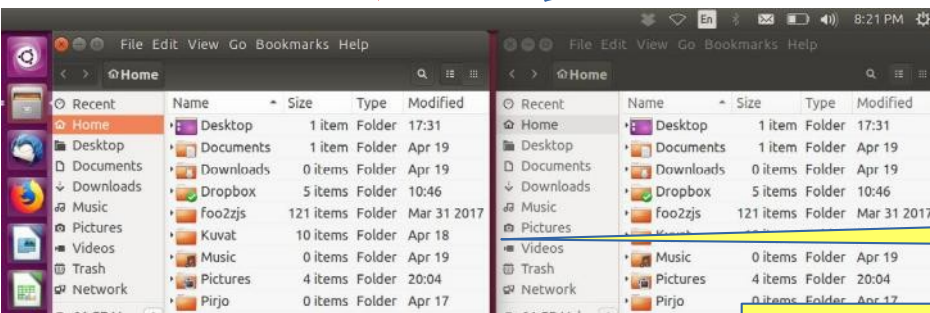 En 8:21 PM
File Edit View Go Bookmarks Help
Home
Recent
Home
Desktop
Documents
Downloads
Music
Pictures
Videos
Trash
Network
Name Size Type Modified
Desktop 1 item Folder 17:31
Documents 1 item Folder Apr 19
Downloads 0 items Folder Apr 19
Dropbox 5 items Folder 10:46
foo2zjs 121 items Folder Mar 31 2017
Kuvat 10 items Folder Apr 18
Music 0 items Folder Apr 19
Pictures 4 items Folder 20:04
Pirjo 0 items Folder Apr 17
File Edit View Go Bookmarks Help
Home
Recent
Home
Desktop
Documents
Downloads
Music
Pictures
Videos
Trash
Network
Name Size Type Modified
Desktop 1 item Folder 17:31
Documents 1 item Folder Apr 19
Downloads 0 items Folder Apr 19
Dropbox 5 items Folder 10:46
foo2zjs 121 items Folder Mar 31 2017
Music 0 items Folder Apr 19
Pictures 4 items Folder 20:04
Pirjo 0 items Folder Apr 17